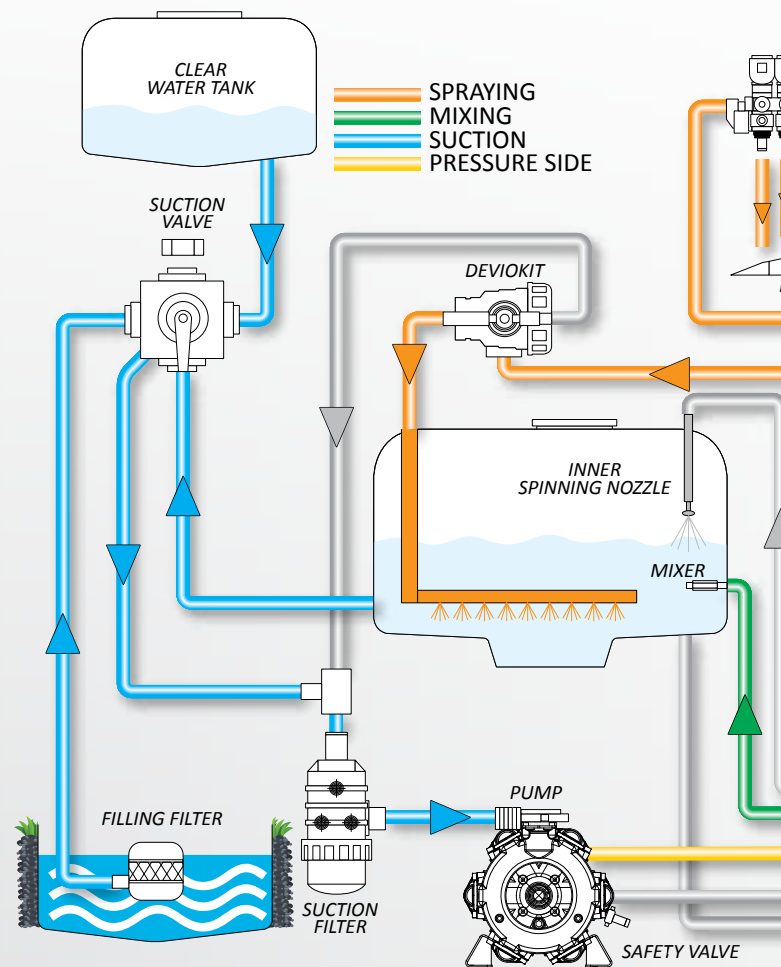 CLEAR
WATER TANK
SPRAYING
MIXING
SUCTION
PRESSURE SIDE
SUCTION
VALVE
DEVIOKIT
INNER
SPINNING NOZZLE
MIXER
FILLING FILTER
PUMP
SUCTION
FILTER
SAFETY VALVE